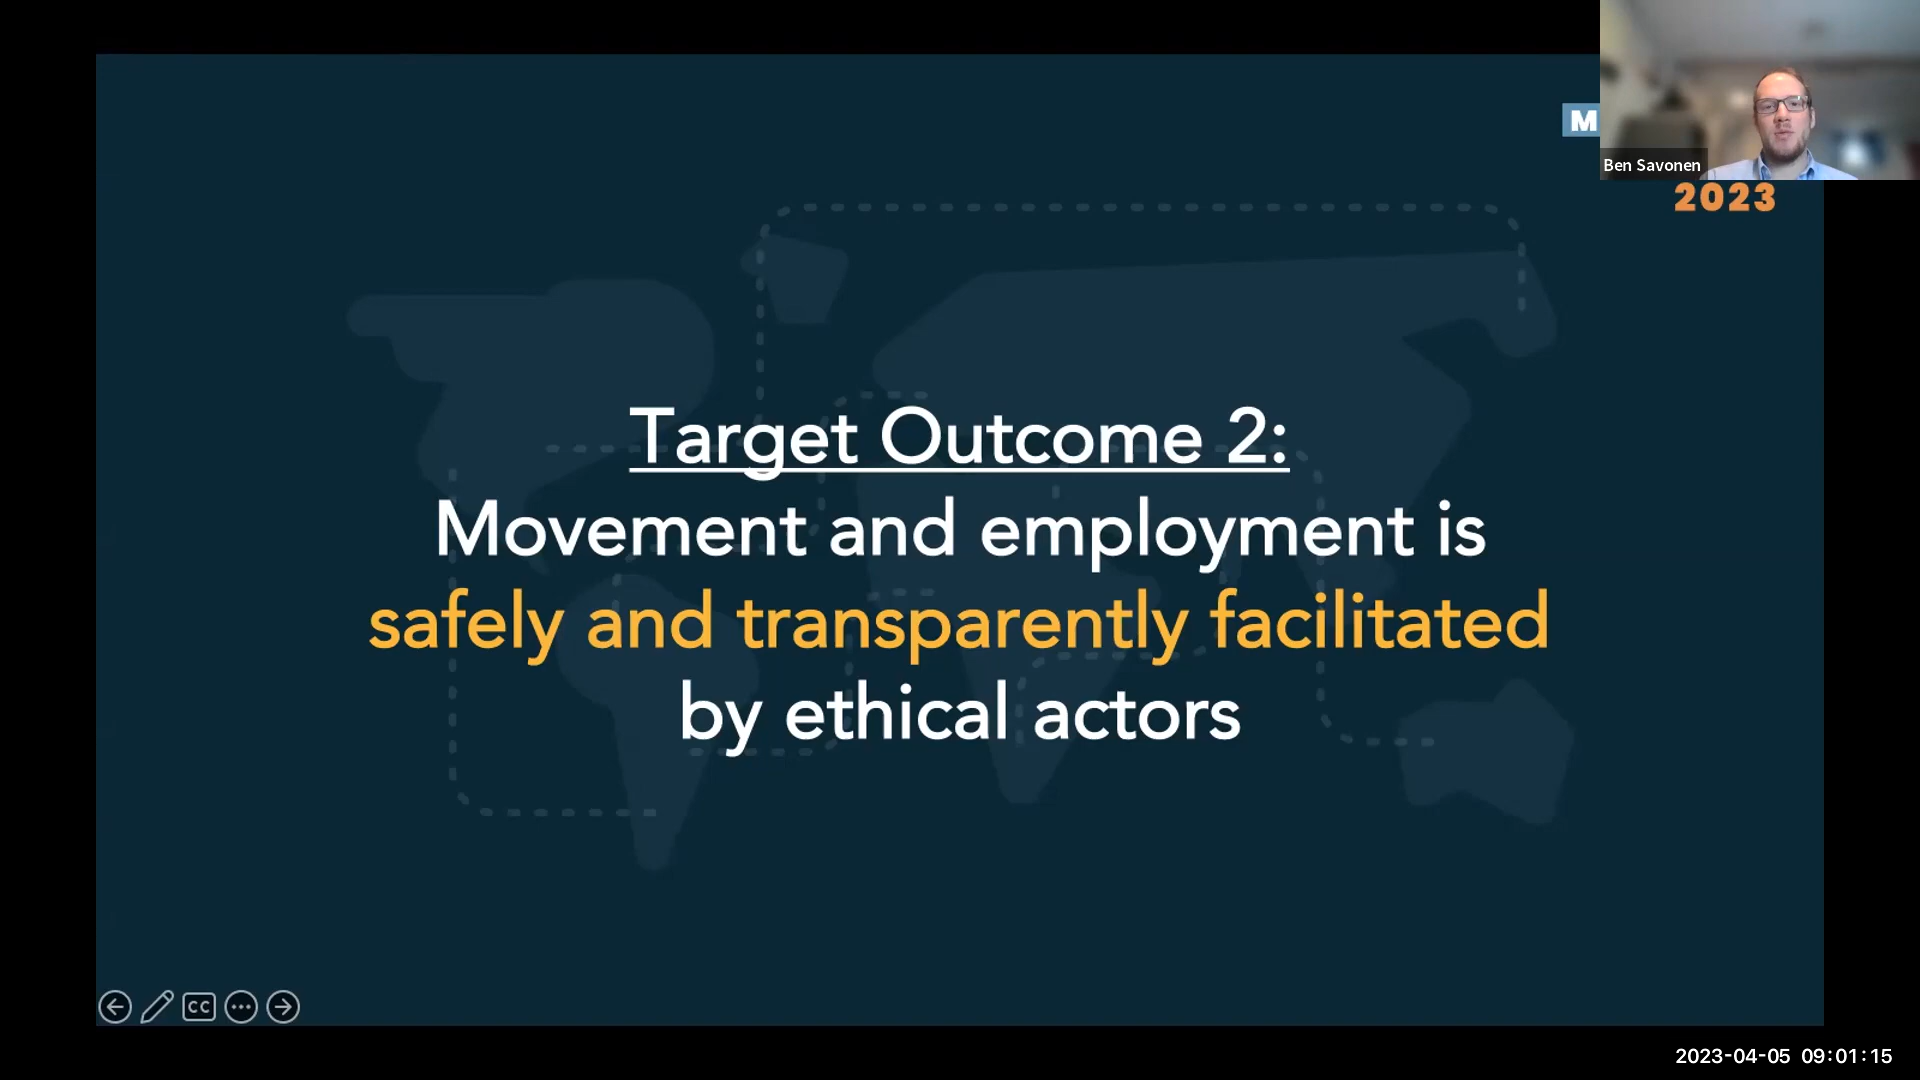 M
Ben Savonen
2023
Target Outcome 2:
Movement and employment is
safely and transparently facilitated
by ethical actors
CC
2023-04-05 09:01:15